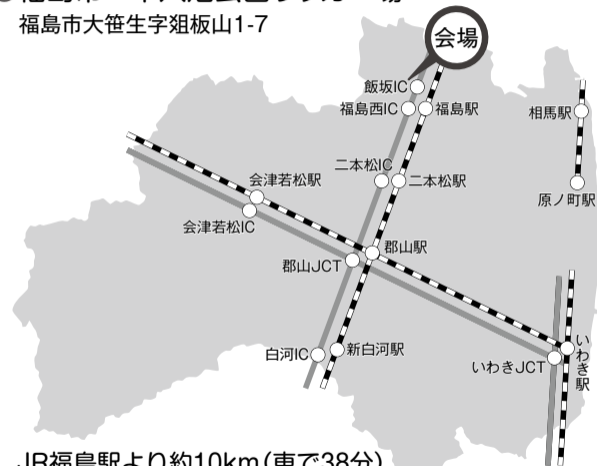 福島市大笹生字爼板山1-7
会場
飯坂IC
福島西IC
福島駅
相馬駅
二本松IC
二本松駅
会津若松駅
原ノ町駅
会津若松IC
郡山駅
郡山JCT
白河IC
新白河駅
いわきJCT
いわき駅
JR福島駅より約10km(車で38分)